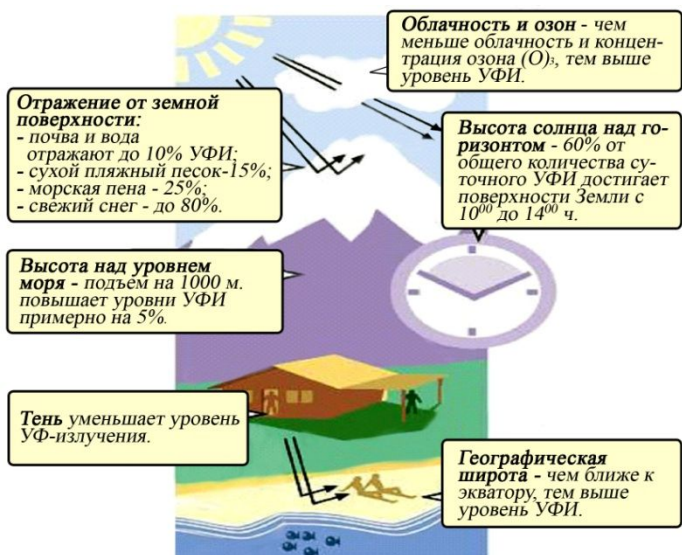 Облачность и озон - чем
меньше облачность и концен-
трация озона (О)₃, тем выше
уровень УФИ.
Отражение от земной
поверхности:
- почва и вода
отражают до 10% УФИ;
- сухой пляжный песок-15%;
- морская пена - 25%;
- свежий снег - до 80%.
Высота солнца над го-
ризонтом - 60% от
общего количества су-
точного УФИ достигает
поверхности Земли с
10⁰⁰ до 14⁰⁰ ч.
Высота над уровнем
моря - подъем на 1000 м.
повышает уровни УФИ
примерно на 5%.
Тень уменьшает уровень
УФ-излучения.
Географическая
широта - чем ближе к
экватору, тем выше
уровень УФИ.